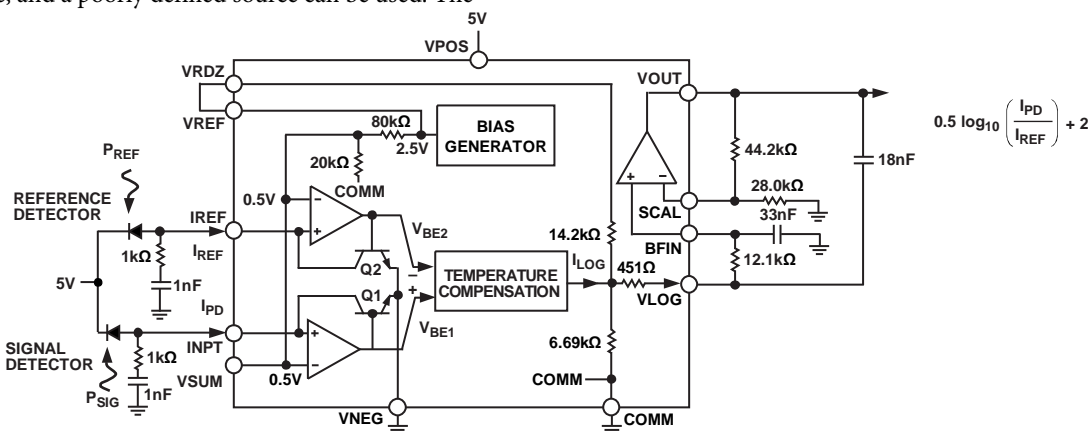 e, and a poorly defined source can be used. The
5V
VPOS
VRDZ
VOUT
VREF
80kΩ
2.5V
BIAS
GENERATOR
0.5 log10 ( IPD
IREF ) + 2
PREF
20kΩ
COMM
44.2kΩ
18nF
REFERENCE
DETECTOR
0.5V
28.0kΩ
IREF
SCAL
33nF
VBE2
BFIN
1kΩ
IREF
14.2kΩ
Q2
TEMPERATURE
COMPENSATION
ILOG
451Ω
12.1kΩ
5V
1nF
Q1
VLOG
IPD
VBE1
INPT
6.69kΩ
SIGNAL
DETECTOR
1kΩ
COMM
VSUM
0.5V
PSIG
1nF
VNEG
COMM